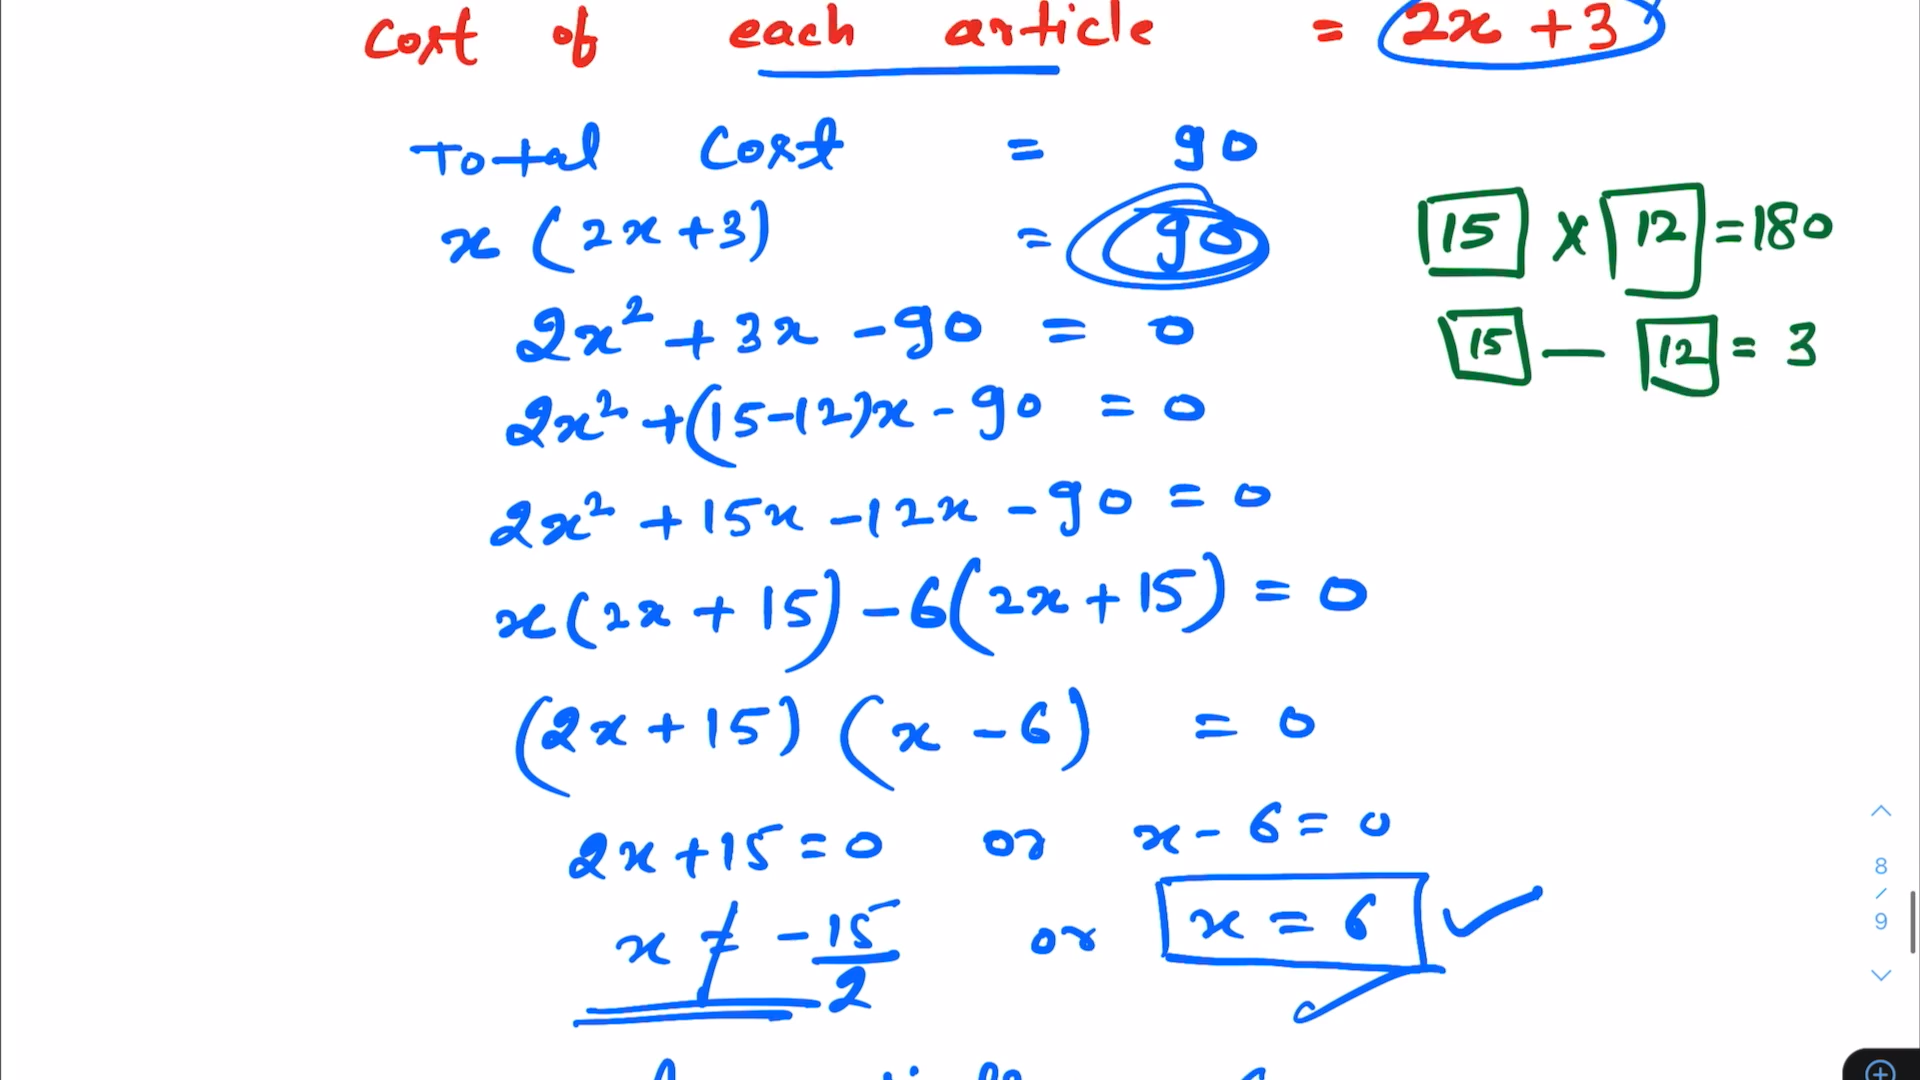 Cost of each article = 2x + 3
Total Cost = 90
x (2x+3) = 90
2x² + 3x - 90 = 0
2x² + (15-12)x - 90 = 0
2x² + 15x - 12x - 90 = 0
x(2x + 15) - 6(2x + 15) = 0
(2x + 15) (x - 6) = 0
2x + 15 = 0 or x - 6 = 0
x ≠ -15/2 or x = 6 ✓
15 × 12 = 180
15 — 12 = 3
8
/
9